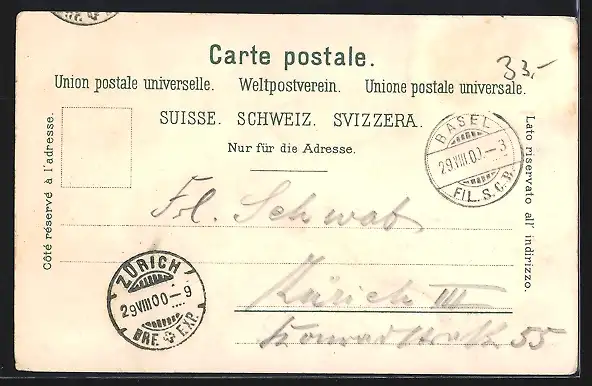 Carte postale.
33.-
Union postale universelle. Weltpostverein. Unione postale universale.
SUISSE. SCHWEIZ. SVIZZERA.
Nur für die Adresse.
Côté réservé à l'adresse.
Lato riservato all' indirizzo.
BASEL
29.VIII.00.-3
FIL. S. C. B.
Frl. Schwab
Zürich III
55
ZÜRICH
29.VIII.00.-9
BRF. EXP.